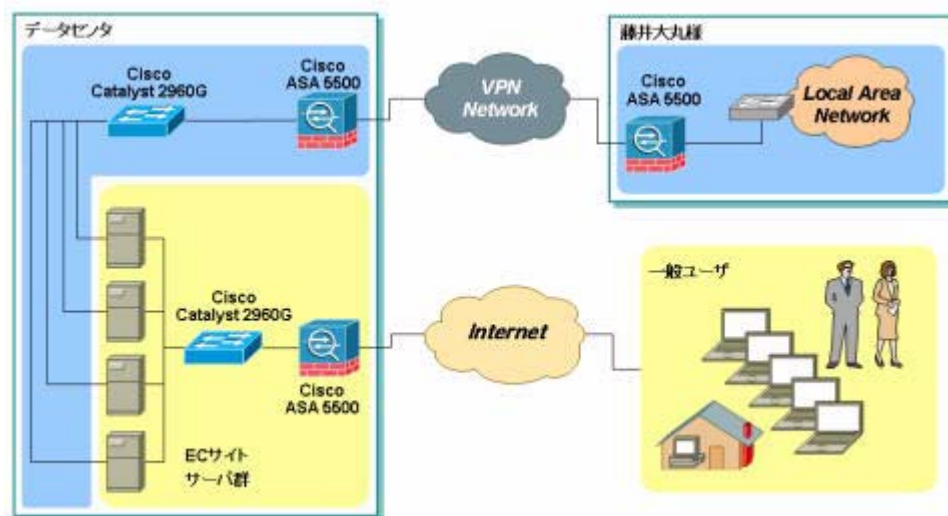 データセンタ
Cisco
Catalyst 2960G
Cisco
ASA 5500
VPN
Network
藤井大丸様
Cisco
ASA 5500
Local Area
Network
Cisco
Catalyst 2960G
Cisco
ASA 5500
ECサイト
サーバ群
Internet
一般ユーザ